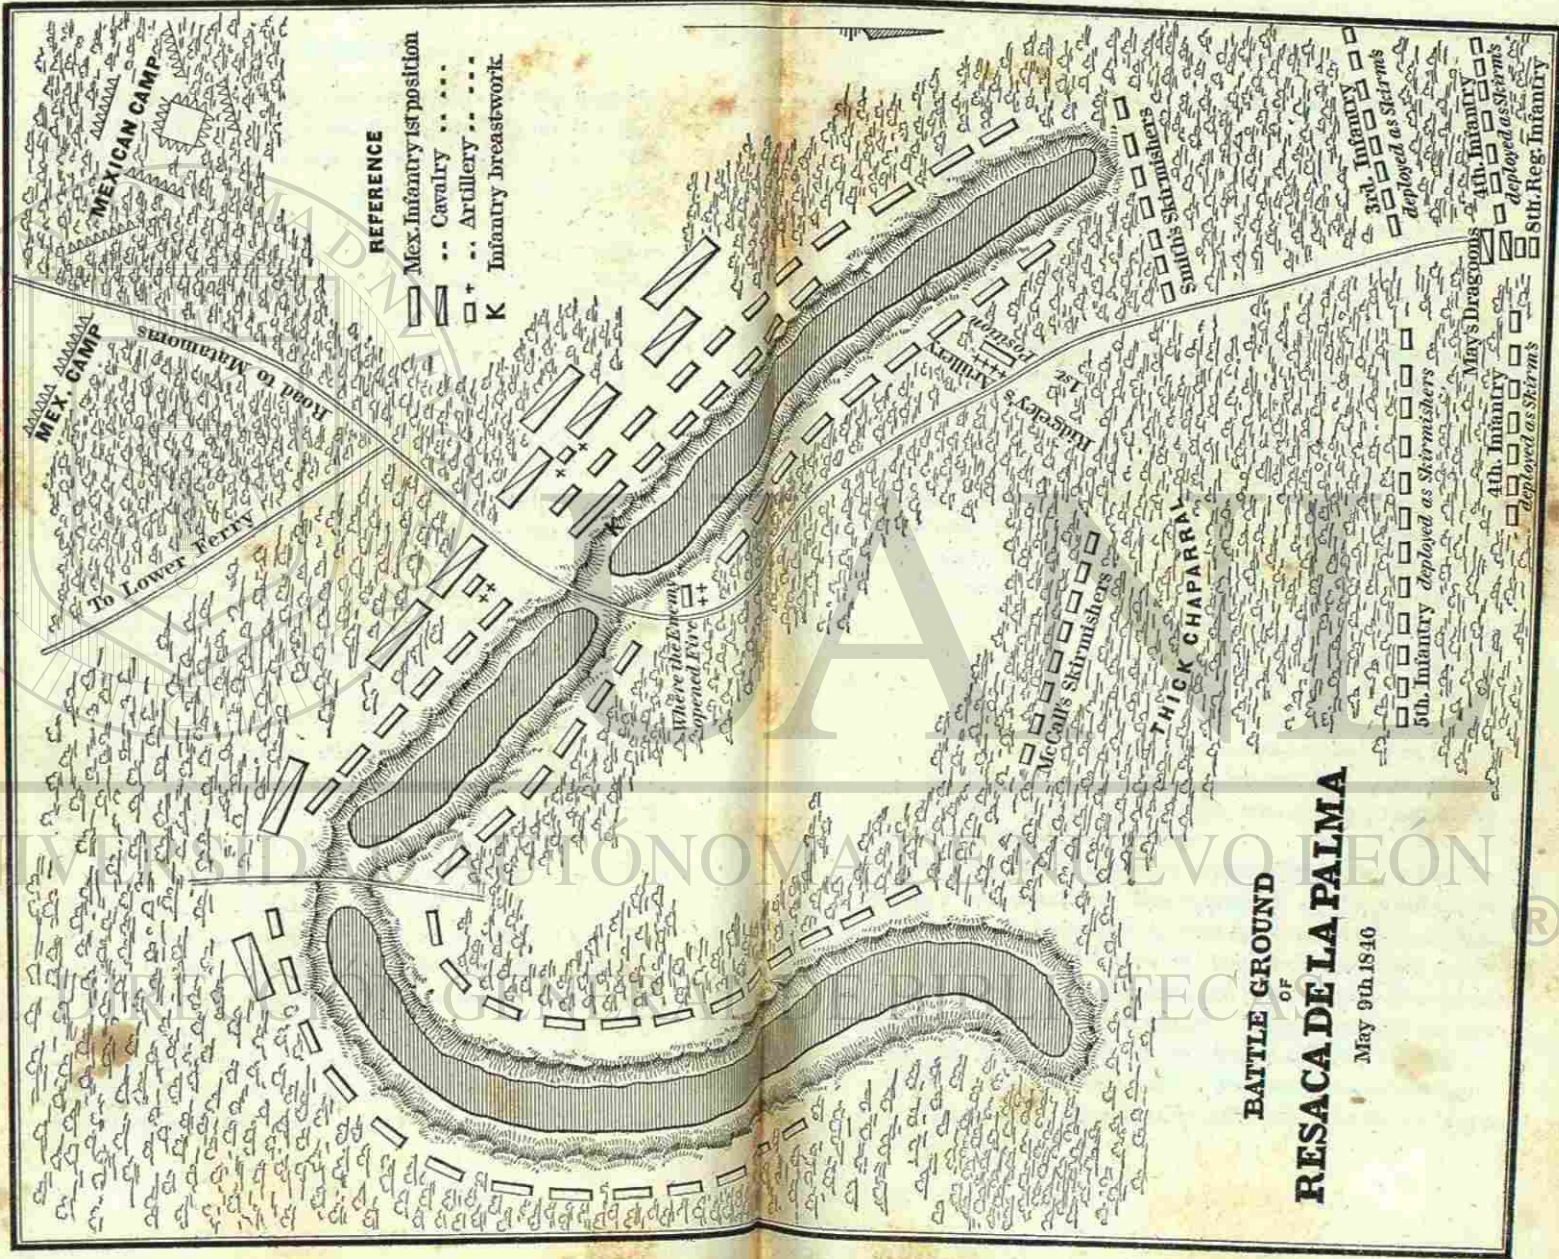 BATTLE GROUND
OF
RESACA DE LA PALMA
May 9th 1846
REFERENCE
Mex. Infantry 1st position
" " Cavalry " " " "
" " Artillery " " " " "
K Infantry breastwork.
MEXICAN CAMP
MEX. CAMP
Road to Matamoras
To Lower Ferry
K
Where the Enemy
opened Fire
Ridgeley's
1st.
Artillery
Position
Smith's Skirmishers
McCall's Skirmishers
THICK CHAPARRAL
3rd. Infantry
deployed as Skirm's
4th. Infantry
deployed as Skirm's
8th. Reg. Infantry
May's Dragoons
4th. Infantry
deployed as Skirm's
5th. Infantry deployed as Skirmishers
UANL
UNIVERSIDAD AUTÓNOMA DE NUEVO LEÓN
®
DIRECCIÓN GENERAL DE BIBLIOTECAS